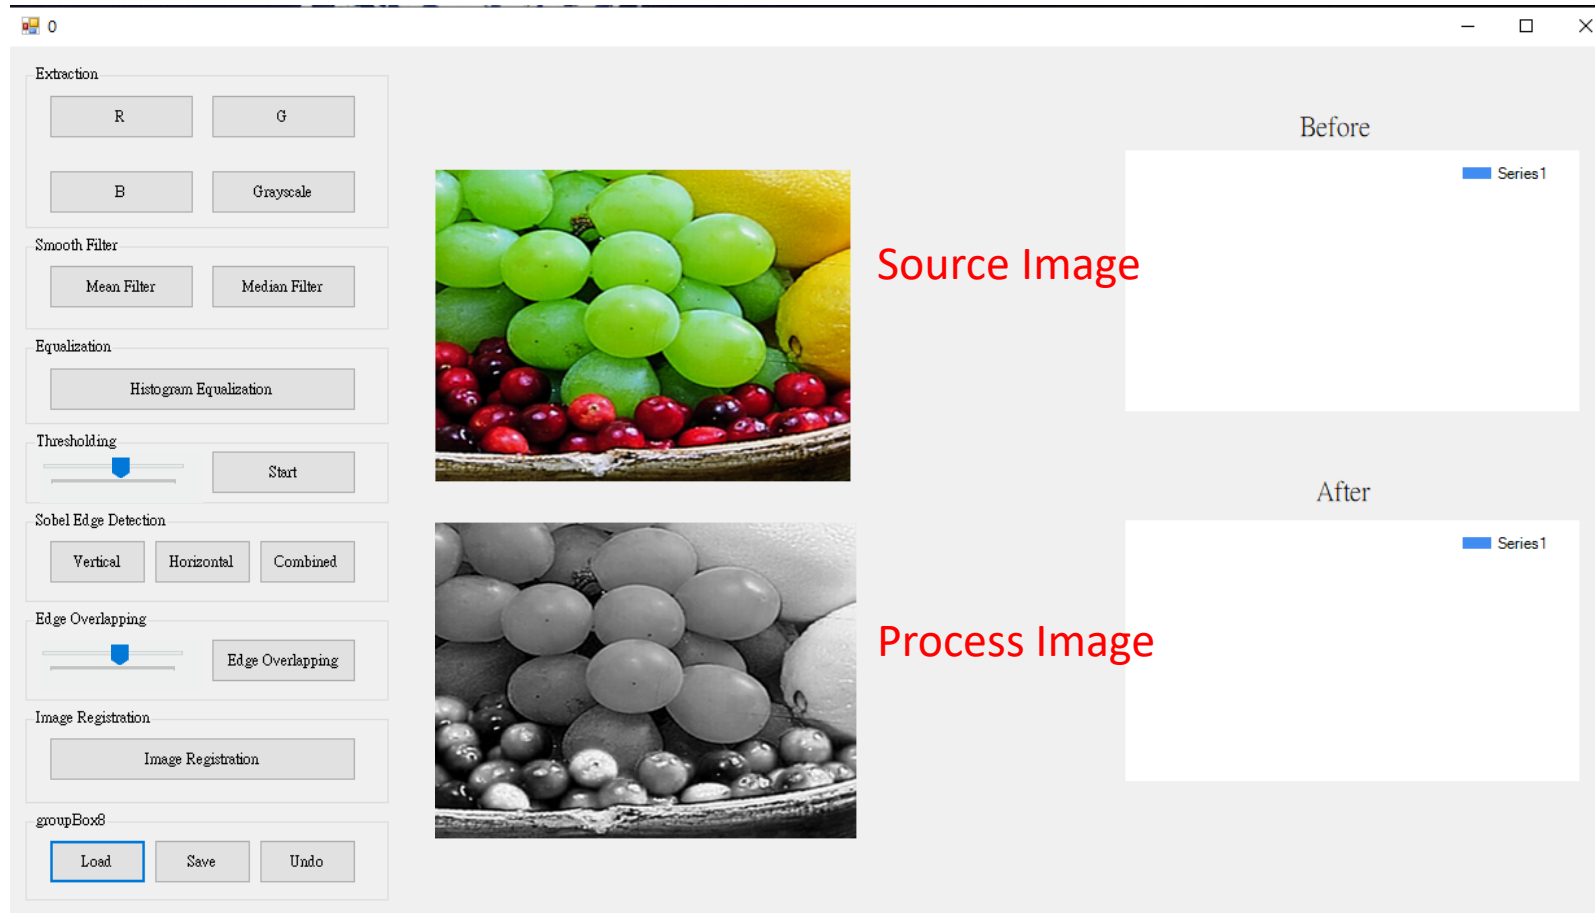 0
Extraction
R
G
B
Grayscale
Smooth Filter
Mean Filter
Median Filter
Equalization
Histogram Equalization
Thresholding
Start
Sobel Edge Detection
Vertical
Horizontal
Combined
Edge Overlapping
Edge Overlapping
Image Registration
Image Registration
groupBox8
Load
Save
Undo
Source Image
Process Image
Before
Series1
After
Series1